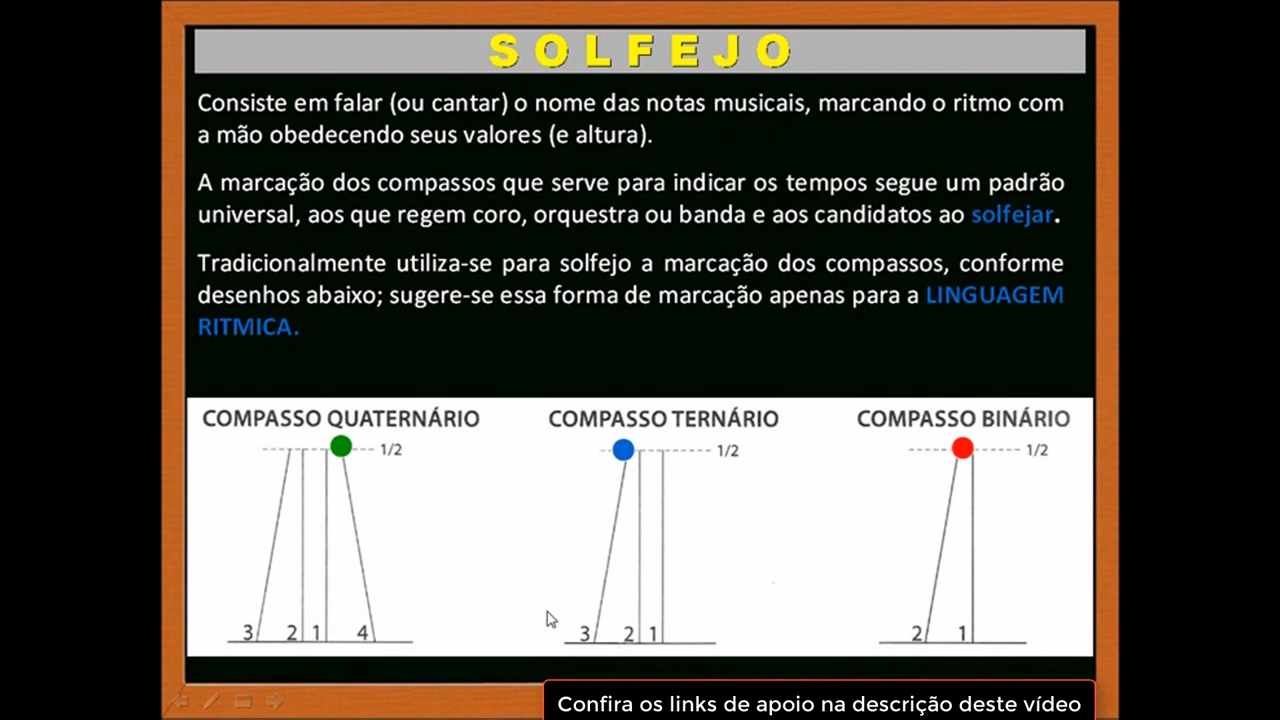 SOLFEJO
Consiste em falar (ou cantar) o nome das notas musicais, marcando o ritmo com
a mão obedecendo seus valores (e altura).
A marcação dos compassos que serve para indicar os tempos segue um padrão
universal, aos que regem coro, orquestra ou banda e aos candidatos ao solfejar.
Tradicionalmente utiliza-se para solfejo a marcação dos compassos, conforme
desenhos abaixo; sugere-se essa forma de marcação apenas para a LINGUAGEM
RITMICA.
COMPASSO QUATERNÁRIO
1/2
3 2 1 4
COMPASSO TERNÁRIO
1/2
3 2 1
COMPASSO BINÁRIO
1/2
2 1
Confira os links de apoio na descrição deste vídeo